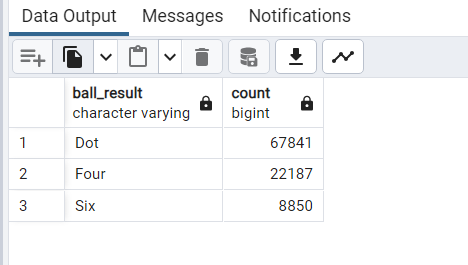 Data Output Messages Notifications
ball_result count
character varying bigint
1 Dot 67841
2 Four 22187
3 Six 8850